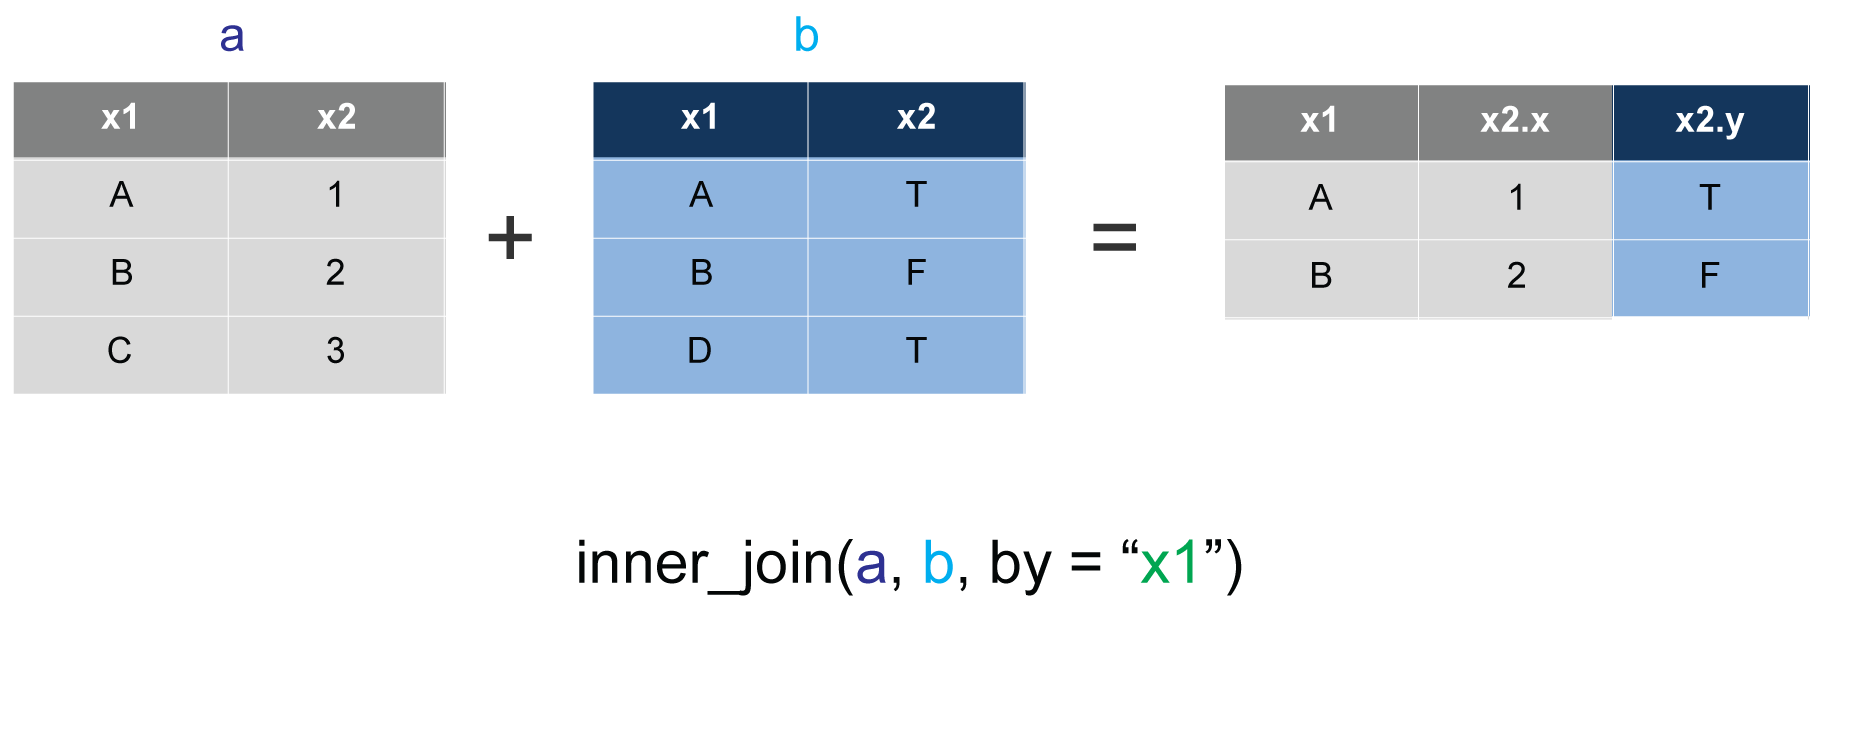 a b
x1 x2 x1 x2 x1 x2.x x2.y
A 1 A T A 1 T
+ =
B 2 B F B 2 F
C 3 D T
inner_join(a, b, by = “x1”)